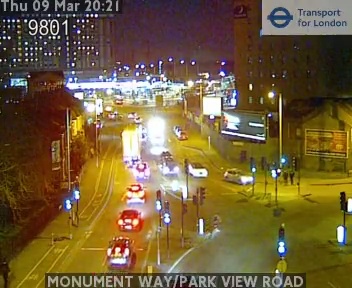 Thu 09 Mar 20:21
9801
Transport for London
MONUMENT WAY/PARK VIEW ROAD